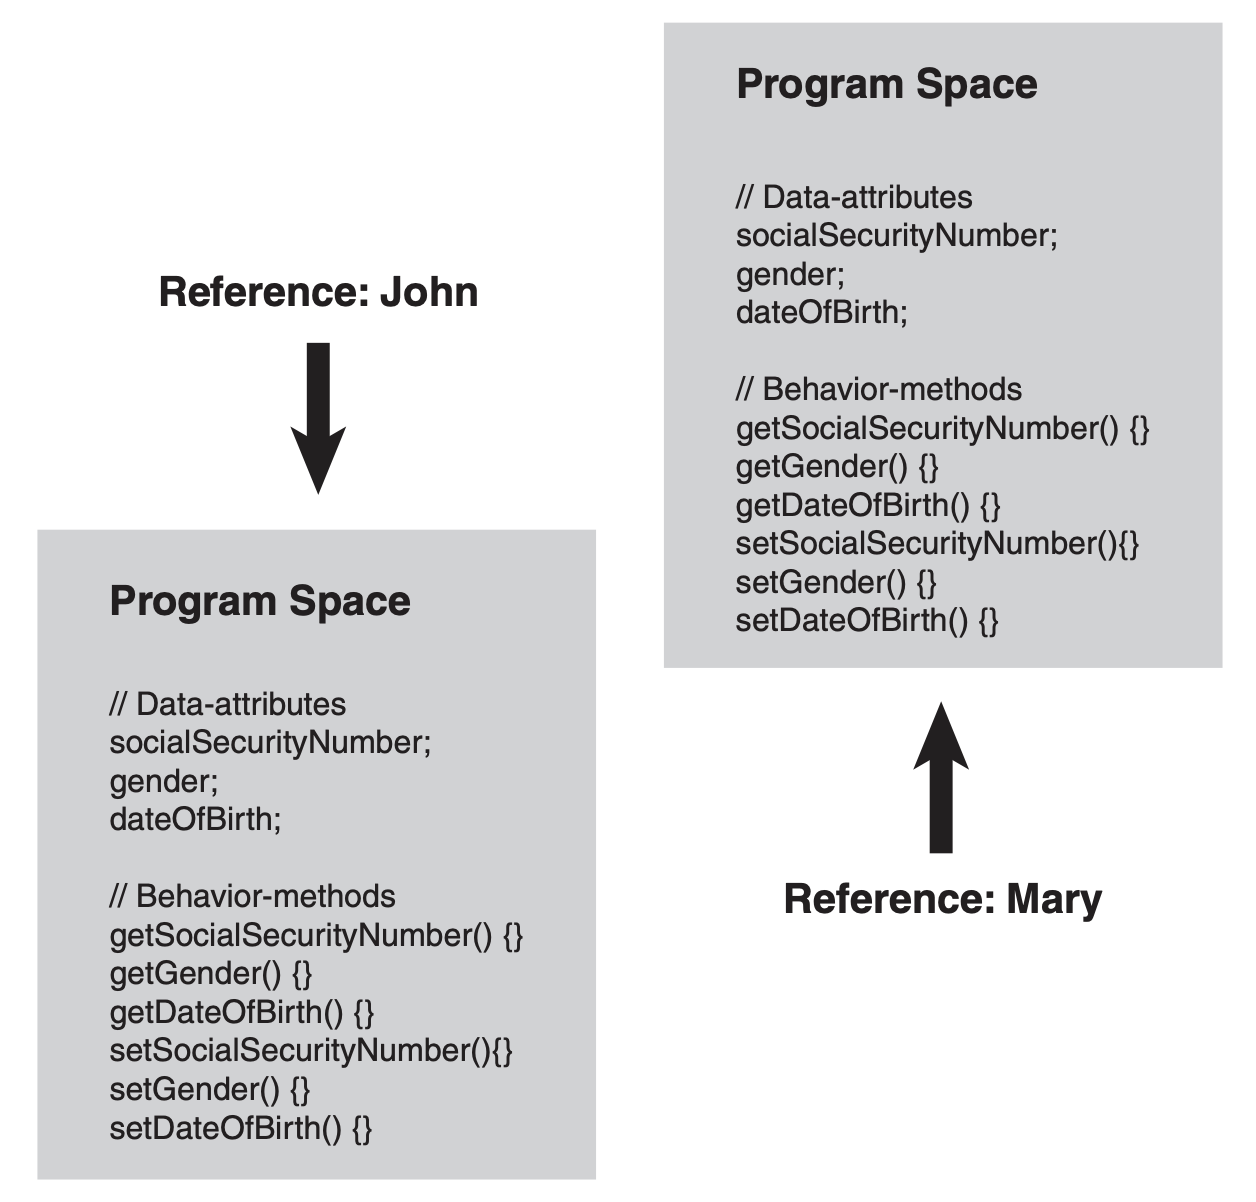 Reference: John
Program Space
// Data-attributes
socialSecurityNumber;
gender;
dateOfBirth;
// Behavior-methods
getSocialSecurityNumber() {}
getGender() {}
getDateOfBirth() {}
setSocialSecurityNumber(){}
setGender() {}
setDateOfBirth() {}
Program Space
// Data-attributes
socialSecurityNumber;
gender;
dateOfBirth;
// Behavior-methods
getSocialSecurityNumber() {}
getGender() {}
getDateOfBirth() {}
setSocialSecurityNumber(){}
setGender() {}
setDateOfBirth() {}
Reference: Mary